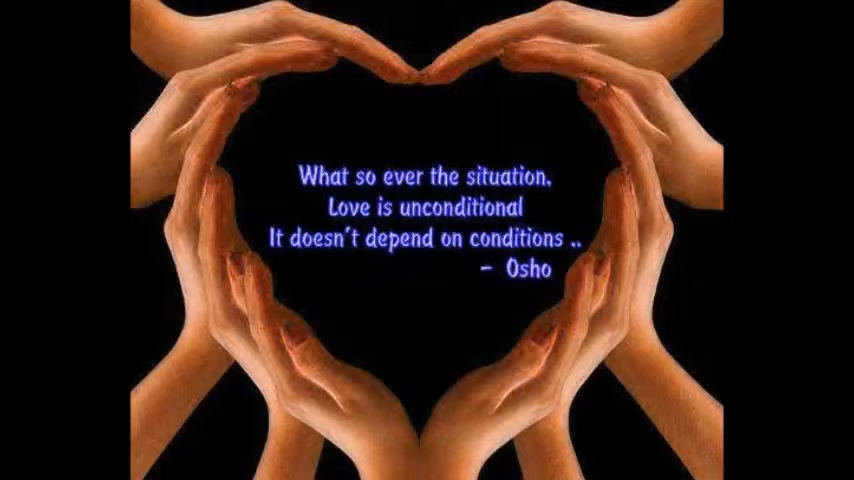 What so ever the situation,
Love is unconditional
It doesn't depend on conditions ..
- Osho